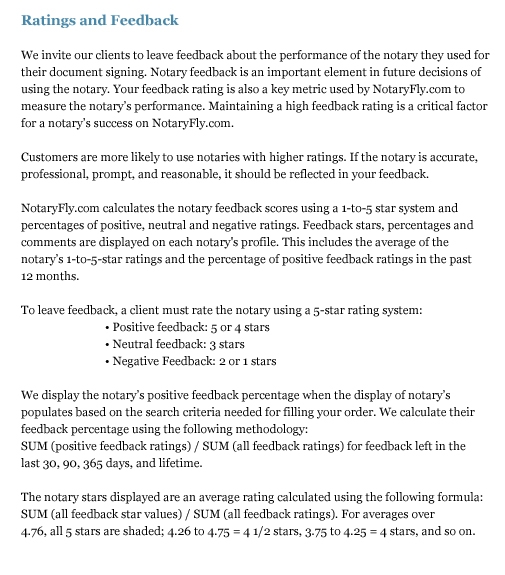 Ratings and Feedback
We invite our clients to leave feedback about the performance of the notary they used for
their document signing. Notary feedback is an important element in future decisions of
using the notary. Your feedback rating is also a key metric used by NotaryFly.com to
measure the notary's performance. Maintaining a high feedback rating is a critical factor
for a notary's success on NotaryFly.com.
Customers are more likely to use notaries with higher ratings. If the notary is accurate,
professional, prompt, and reasonable, it should be reflected in your feedback.
NotaryFly.com calculates the notary feedback scores using a 1-to-5 star system and
percentages of positive, neutral and negative ratings. Feedback stars, percentages and
comments are displayed on each notary's profile. This includes the average of the
notary's 1-to-5-star ratings and the percentage of positive feedback ratings in the past
12 months.
To leave feedback, a client must rate the notary using a 5-star rating system:
• Positive feedback: 5 or 4 stars
• Neutral feedback: 3 stars
• Negative Feedback: 2 or 1 stars
We display the notary's positive feedback percentage when the display of notary's
populates based on the search criteria needed for filling your order. We calculate their
feedback percentage using the following methodology:
SUM (positive feedback ratings) / SUM (all feedback ratings) for feedback left in the
last 30, 90, 365 days, and lifetime.
The notary stars displayed are an average rating calculated using the following formula:
SUM (all feedback star values) / SUM (all feedback ratings). For averages over
4.76, all 5 stars are shaded; 4.26 to 4.75 = 4 1/2 stars, 3.75 to 4.25 = 4 stars, and so on.